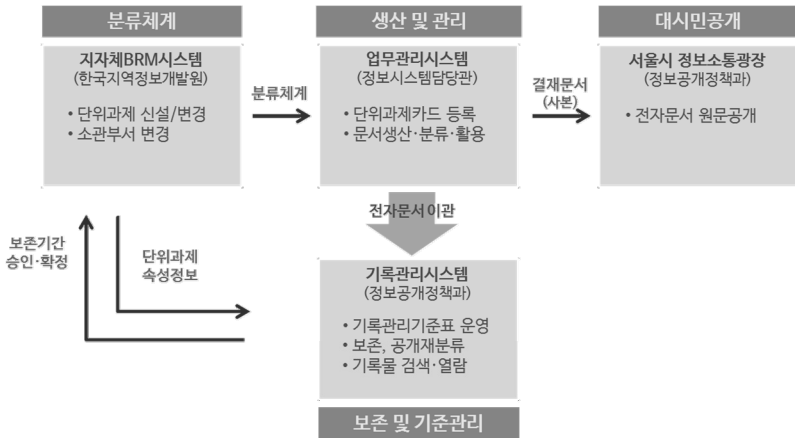 분류체계
생산 및 관리
대시민공개
지자체BRM시스템
(한국지역정보개발원)
• 단위과제 신설/변경
• 소관부서 변경
분류체계
업무관리시스템
(정보시스템담당관)
• 단위과제카드 등록
• 문서생산·분류·활용
결재문서
(사본)
서울시 정보소통광장
(정보공개정책과)
• 전자문서 원문공개
전자문서 이관
보존기간
승인·확정
단위과제
속성정보
기록관리시스템
(정보공개정책과)
• 기록관리기준표 운영
• 보존, 공개재분류
• 기록물 검색·열람
보존 및 기준관리